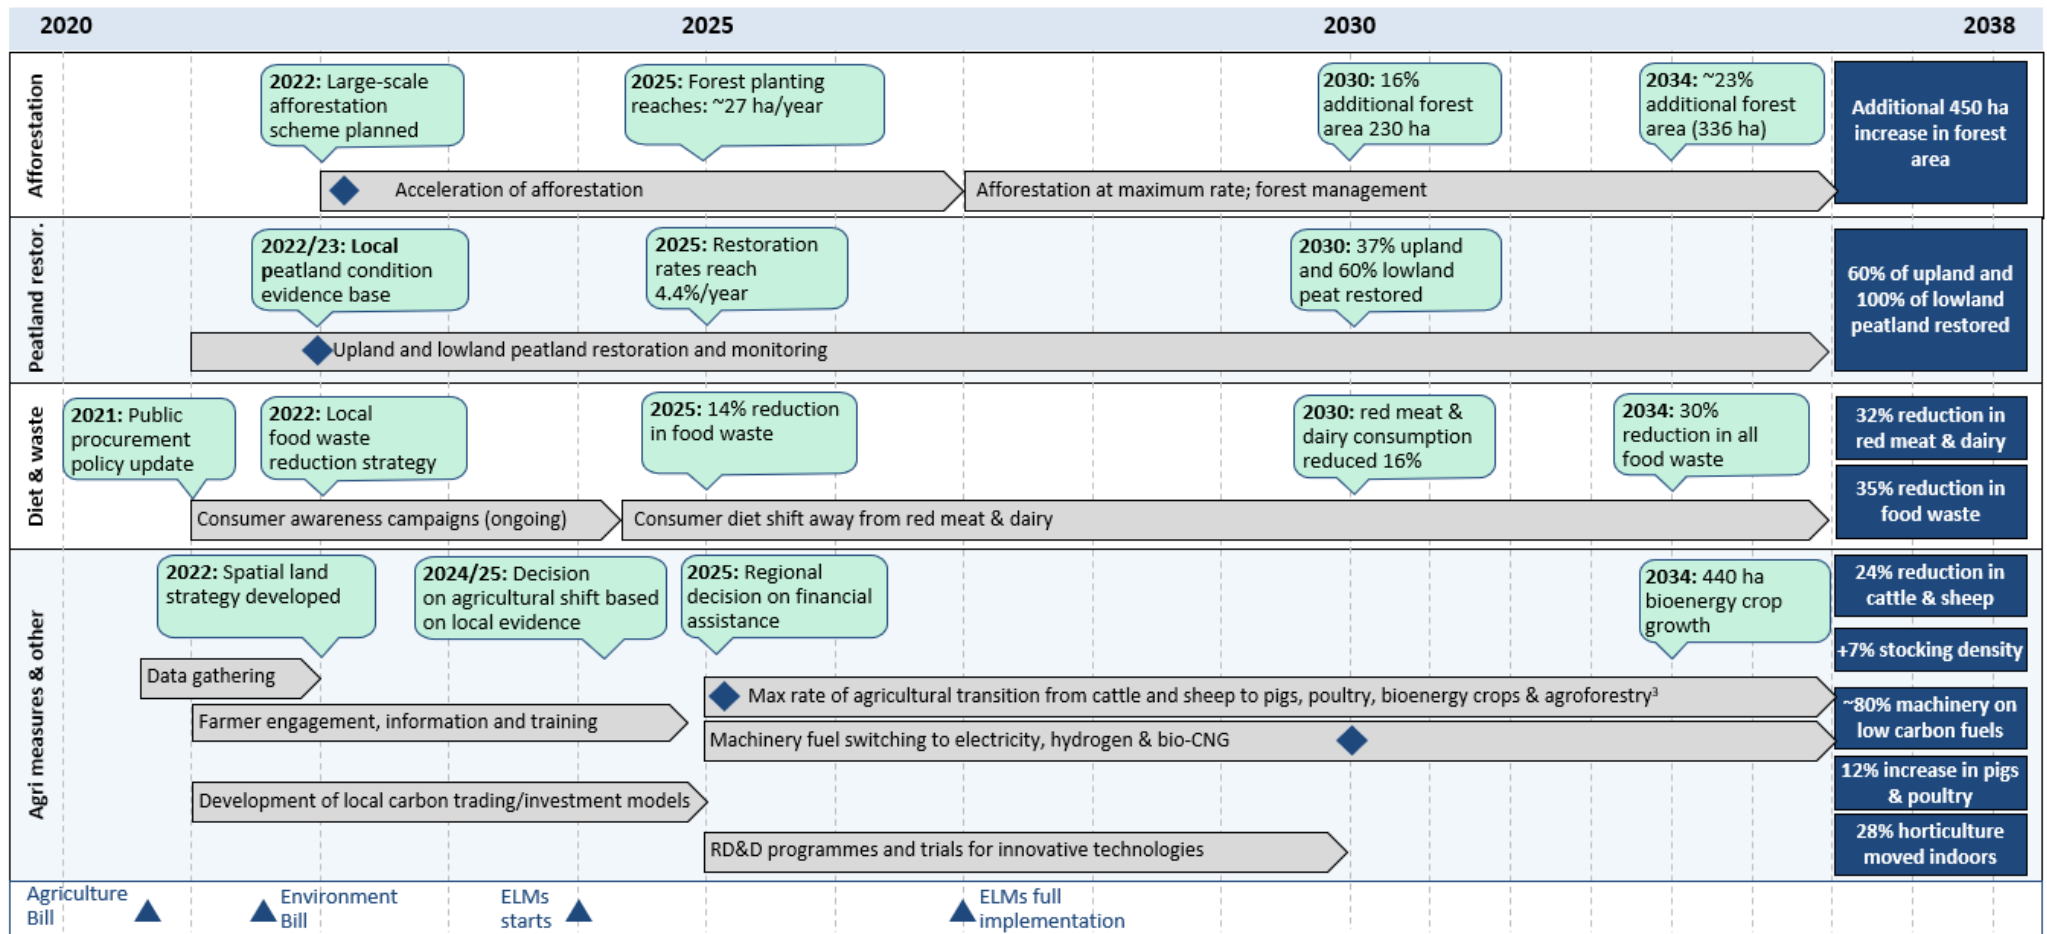 2020
2025
2030
2038
Afforestation
2022: Large-scale
afforestation
scheme planned
2025: Forest planting
reaches: ~27 ha/year
2030: 16%
additional forest
area 230 ha
2034: ~23%
additional forest
area (336 ha)
Additional 450 ha
increase in forest
area
Acceleration of afforestation
Afforestation at maximum rate; forest management
Peatland restor.
2022/23: Local
peatland condition
evidence base
2025: Restoration
rates reach
4.4%/year
2030: 37% upland
and 60% lowland
peat restored
60% of upland and
100% of lowland
peatland restored
Upland and lowland peatland restoration and monitoring
Diet & waste
2021: Public
procurement
policy update
2022: Local
food waste
reduction strategy
2025: 14% reduction
in food waste
2030: red meat &
dairy consumption
reduced 16%
2034: 30%
reduction in all
food waste
32% reduction in
red meat & dairy
35% reduction in
food waste
Consumer awareness campaigns (ongoing)
Consumer diet shift away from red meat & dairy
Agri measures & other
2022: Spatial land
strategy developed
2024/25: Decision
on agricultural shift based
on local evidence
2025: Regional
decision on financial
assistance
2034: 440 ha
bioenergy crop
growth
24% reduction in
cattle & sheep
+7% stocking density
~80% machinery on
low carbon fuels
12% increase in pigs
& poultry
28% horticulture
moved indoors
Data gathering
Max rate of agricultural transition from cattle and sheep to pigs, poultry, bioenergy crops & agroforestry³
Farmer engagement, information and training
Machinery fuel switching to electricity, hydrogen & bio-CNG
Development of local carbon trading/investment models
RD&D programmes and trials for innovative technologies
Agriculture
Bill
Environment
Bill
ELMs
starts
ELMs full
implementation